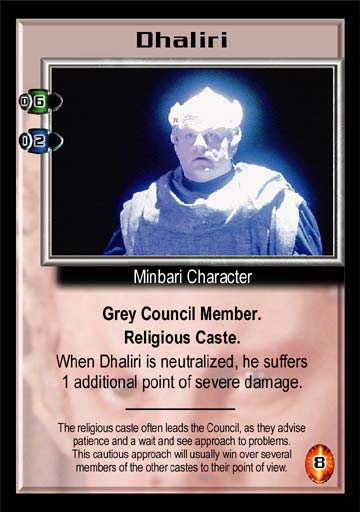 Dhaliri
6
2
Minbari Character
Grey Council Member.
Religious Caste.
When Dhaliri is neutralized, he suffers
1 additional point of severe damage.
The religious caste often leads the Council, as they advise
patience and a wait and see approach to problems.
This cautious approach will usually win over several
members of the other castes to their point of view.
8